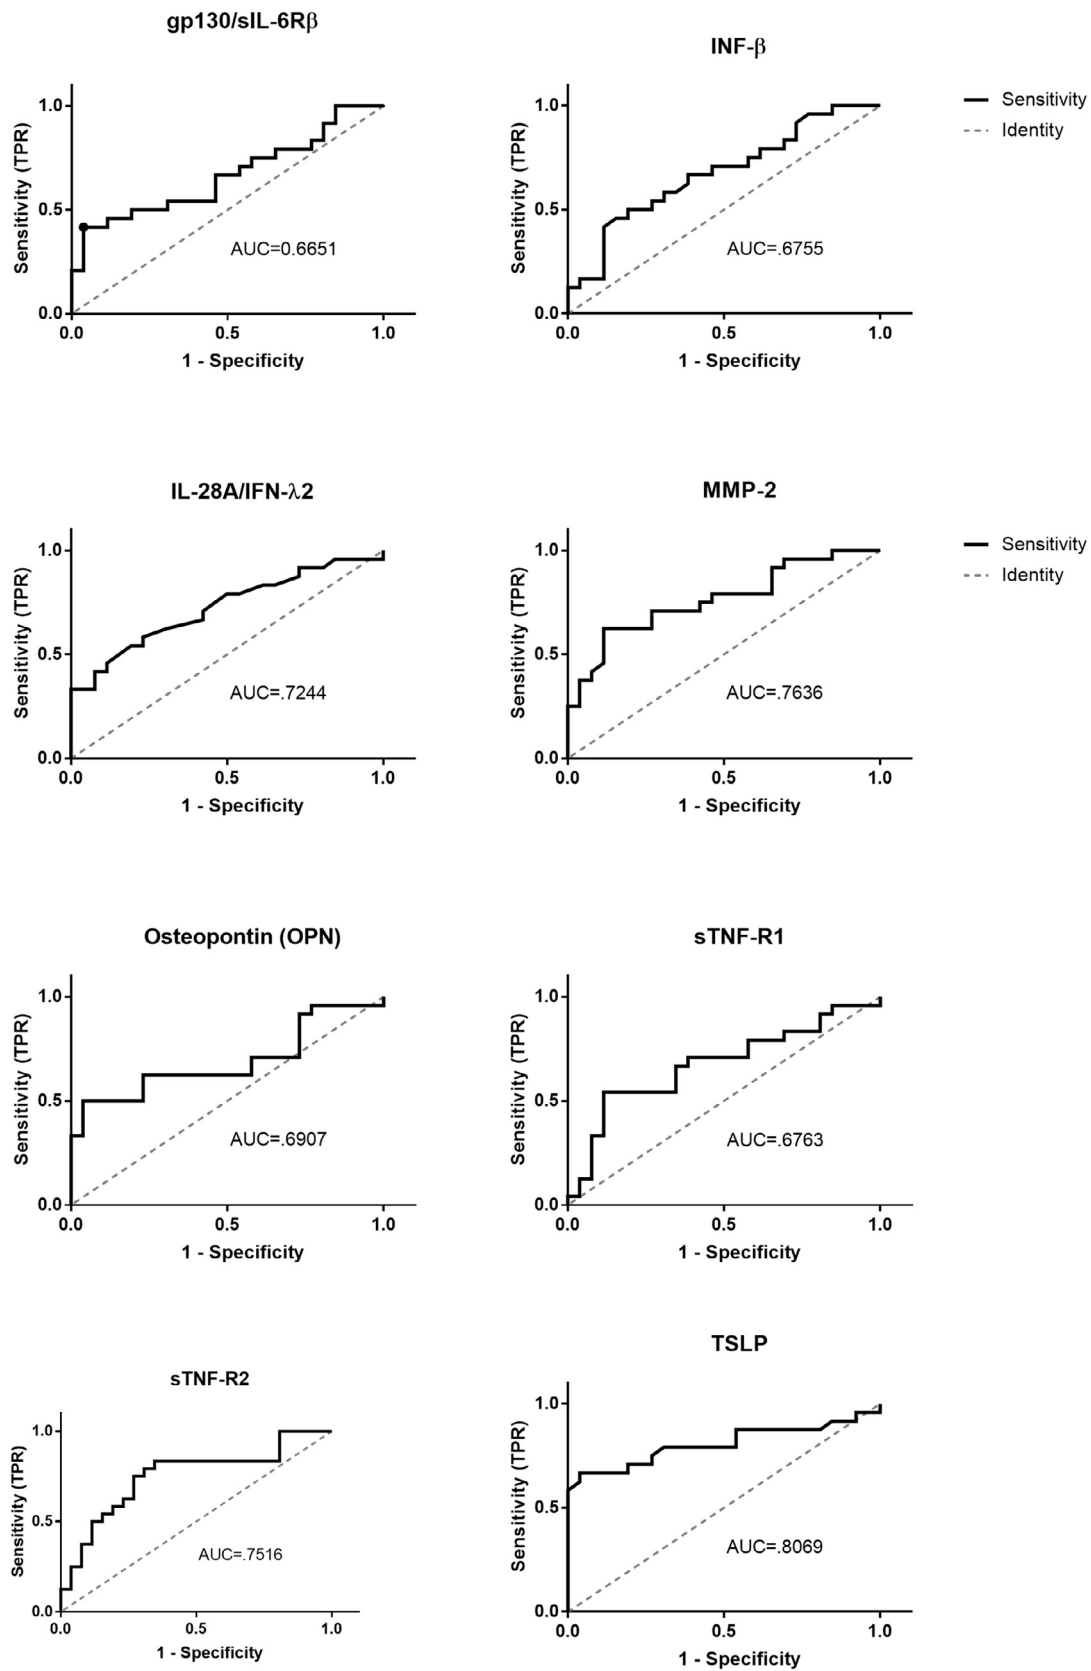 gp130/sIL-6Rβ
1.0
0.5
0.0
Sensitivity (TPR)
AUC=0.6651
0.0 0.5 1.0
1 - Specificity
INF-β
1.0
0.5
0.0
Sensitivity (TPR)
AUC=.6755
0.0 0.5 1.0
1 - Specificity
Sensitivity
Identity
IL-28A/IFN-λ2
1.0
0.5
0.0
Sensitivity (TPR)
AUC=.7244
0.0 0.5 1.0
1 - Specificity
MMP-2
1.0
0.5
0.0
Sensitivity (TPR)
AUC=.7636
0.0 0.5 1.0
1 - Specificity
Sensitivity
Identity
Osteopontin (OPN)
1.0
0.5
0.0
Sensitivity (TPR)
AUC=.6907
0.0 0.5 1.0
1 - Specificity
sTNF-R1
1.0
0.5
0.0
Sensitivity (TPR)
AUC=.6763
0.0 0.5 1.0
1 - Specificity
sTNF-R2
1.0
0.5
0.0
Sensitivity (TPR)
AUC=.7516
0.0 0.5 1.0
1 - Specificity
TSLP
1.0
0.5
0.0
Sensitivity (TPR)
AUC=.8069
0.0 0.5 1.0
1 - Specificity